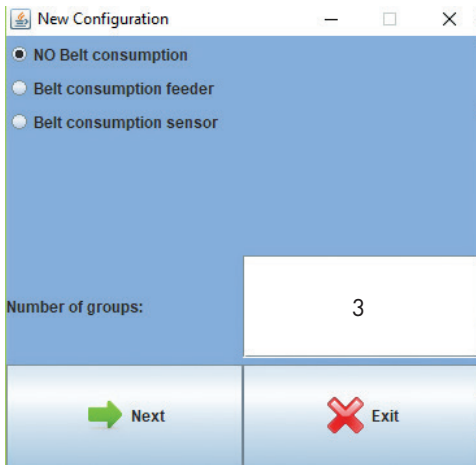 New Configuration
NO Belt consumption
Belt consumption feeder
Belt consumption sensor
Number of groups: 3
Next
Exit